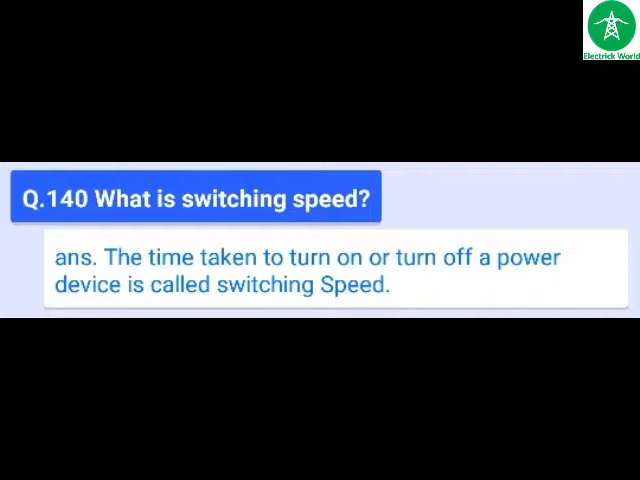 Electrick World
Q.140 What is switching speed?
ans. The time taken to turn on or turn off a power
device is called switching Speed.